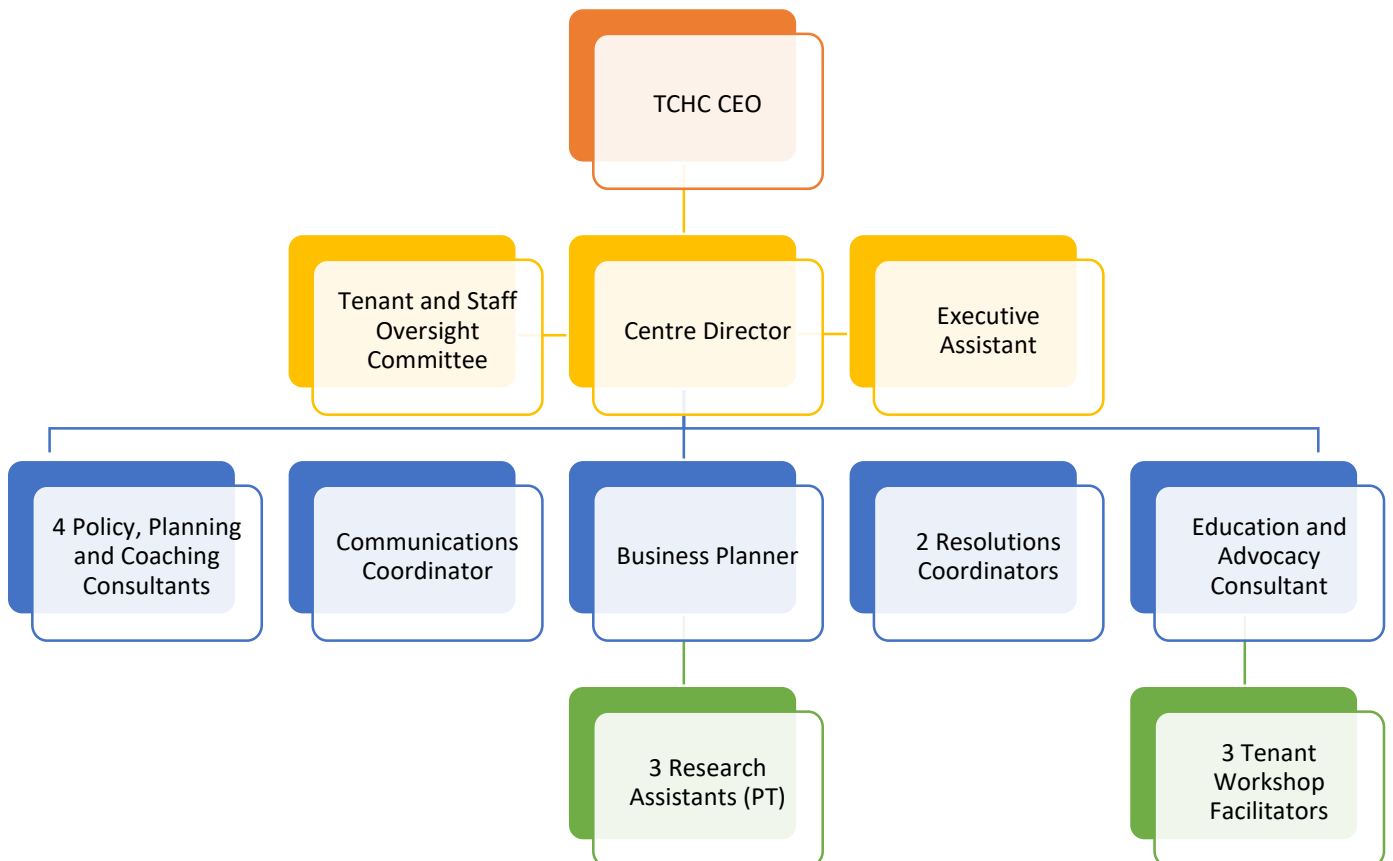 TCHC CEO
Tenant and Staff
Oversight
Committee
Centre Director
Executive
Assistant
4 Policy, Planning
and Coaching
Consultants
Communications
Coordinator
Business Planner
2 Resolutions
Coordinators
Education and
Advocacy
Consultant
3 Research
Assistants (PT)
3 Tenant
Workshop
Facilitators